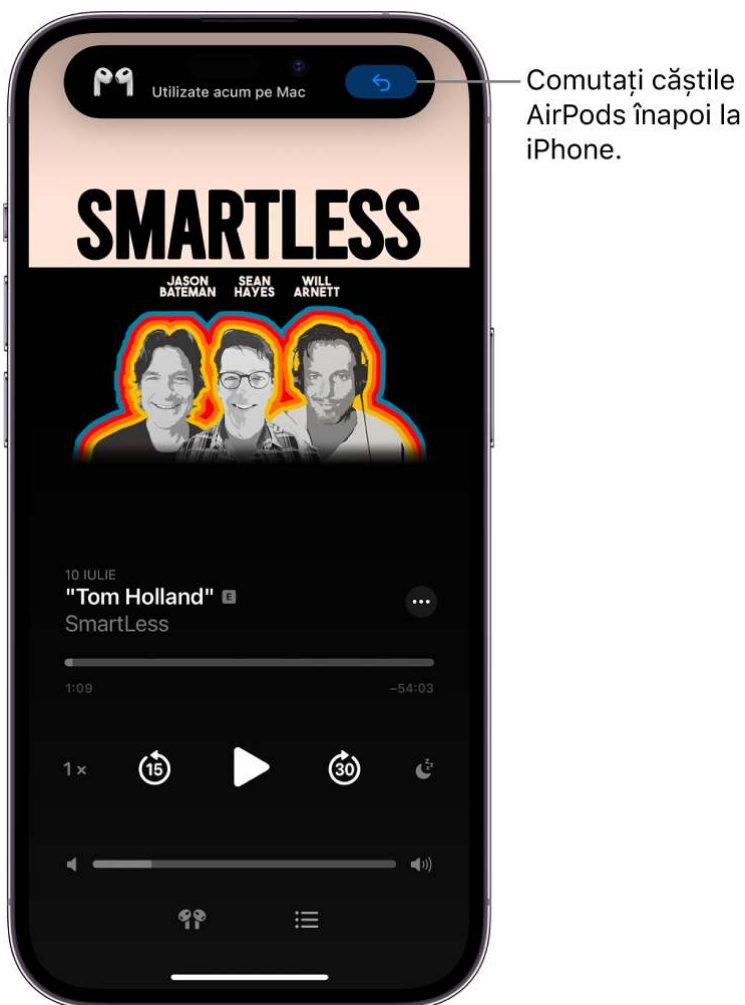 Utilizate acum pe Mac
Comutați căștile
AirPods înapoi la
iPhone.
SMARTLESS
JASON BATEMAN
SEAN HAYES
WILL ARNETT
10 IULIE
"Tom Holland" E
SmartLess
1:09
–54:03
1×
15
30